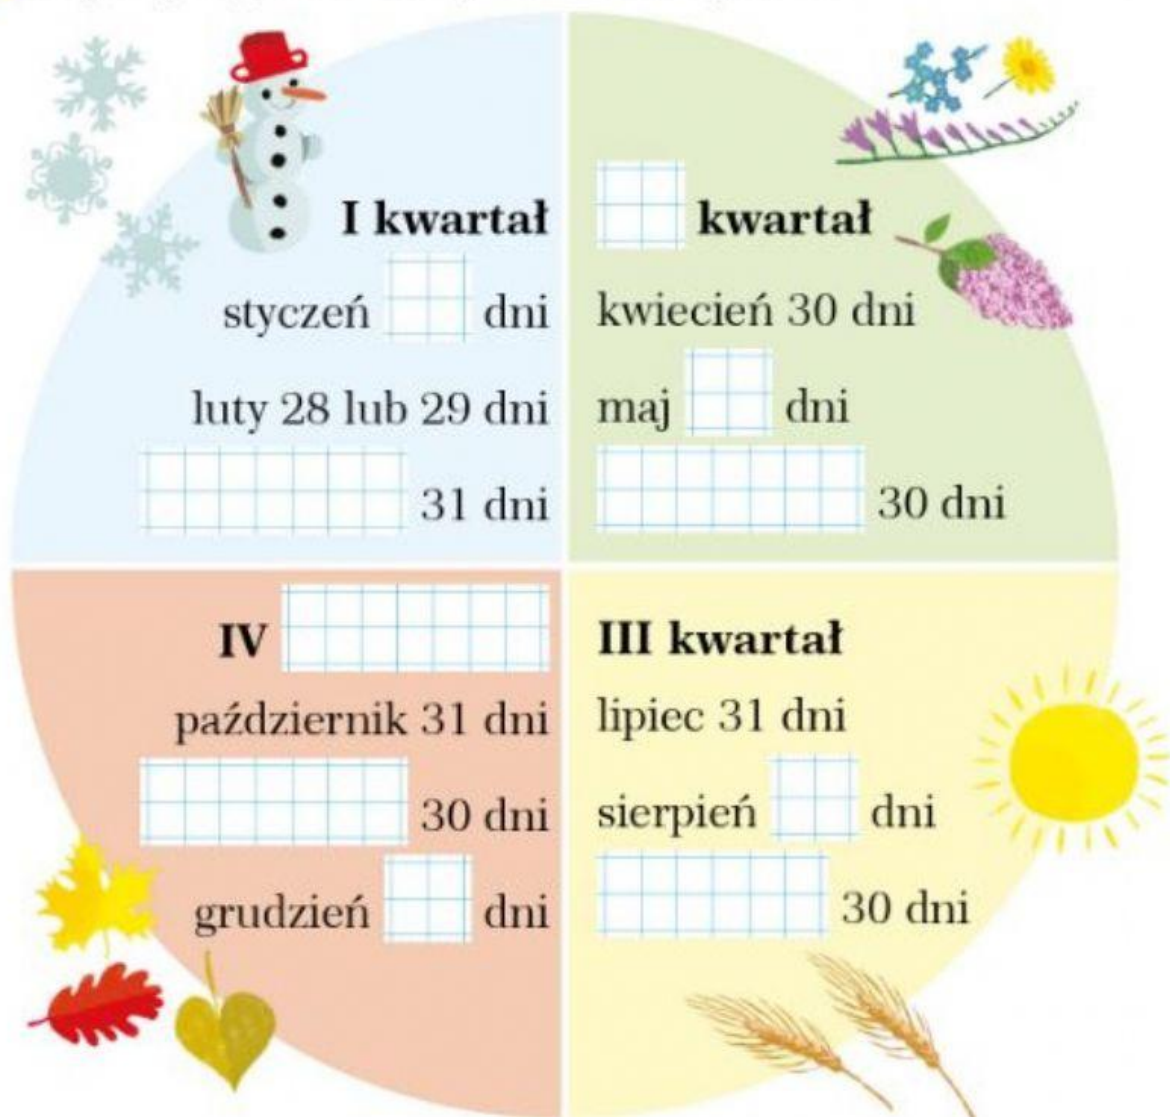 I kwartał
styczeń dni
luty 28 lub 29 dni
31 dni
kwartał
kwiecień 30 dni
maj dni
30 dni
IV
październik 31 dni
30 dni
grudzień dni
III kwartał
lipiec 31 dni
sierpień dni
30 dni